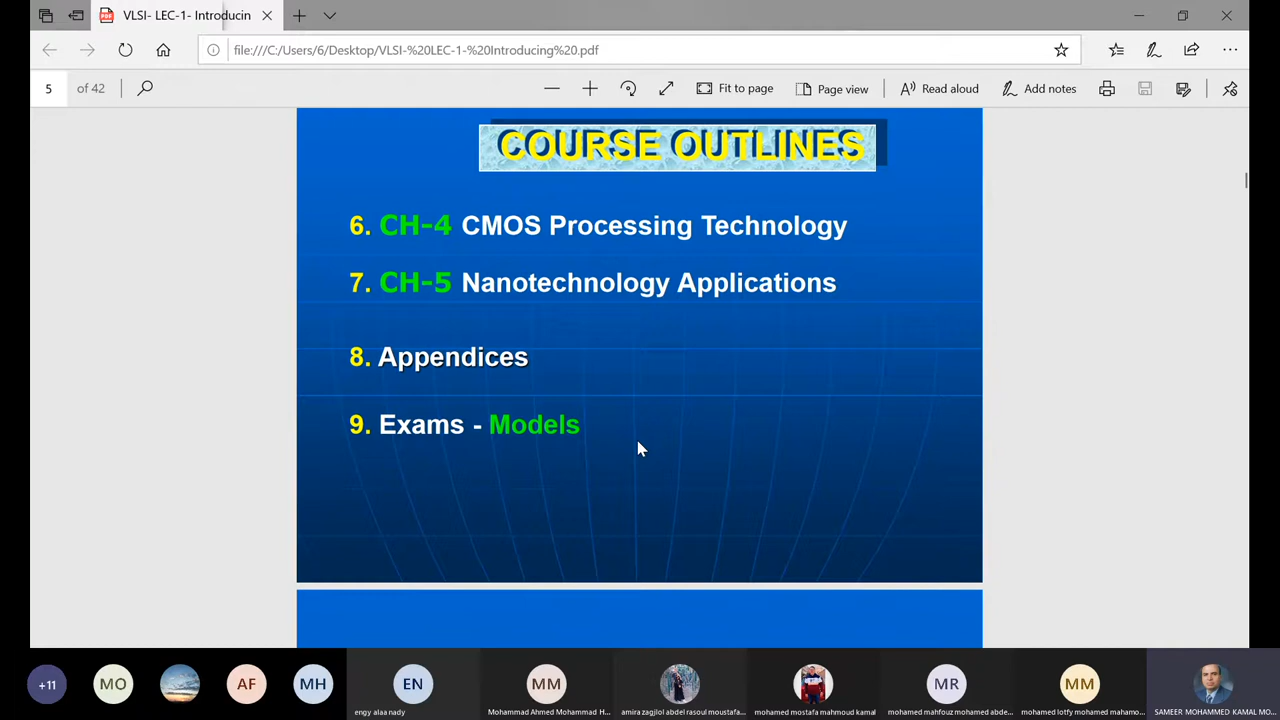 VLSI- LEC-1- Introducin
file:///C:/Users/6/Desktop/VLSI-%20LEC-1-%20Introducing%20.pdf
5 of 42
Fit to page
Page view
Read aloud
Add notes
COURSE OUTLINES
6. CH-4 CMOS Processing Technology
7. CH-5 Nanotechnology Applications
8. Appendices
9. Exams - Models
+11 MO AF MH EN MM MR MM
engy alaa nady
Mohammad Ahmed Mohammad H...
amira zagjlol abdel rasoul moustafa...
mohamed mostafa mahmoud kamal
mohamed mahfouz mohamed abde...
mohamed lotfy mohamed mahamo...
SAMEER MOHAMMED KAMAL MO...